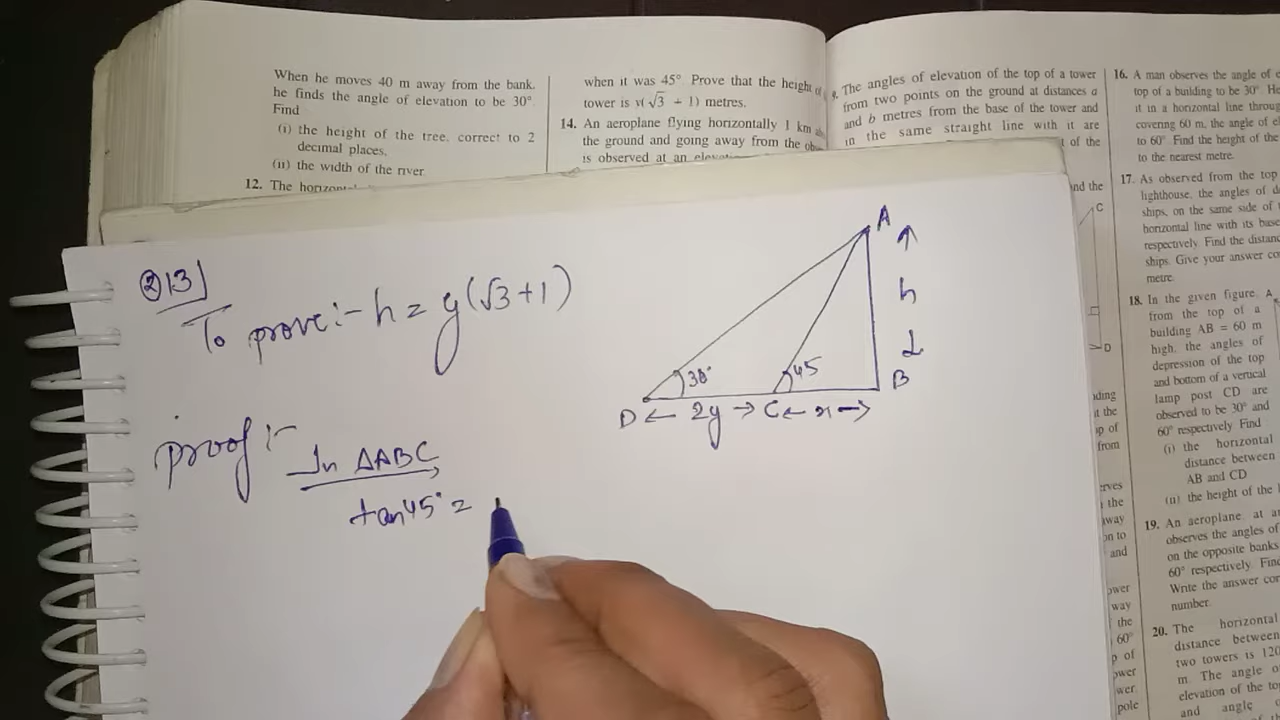 When he moves 40 m away from the bank,
he finds the angle of elevation to be 30°.
Find
(i) the height of the tree, correct to 2
decimal places,
(ii) the width of the river
12. The
when it was 45°. Prove that the height
tower is y(√3 + 1) metres.
14. An aeroplane flying horizontally 1 km
the ground and going away from the
is observed at an
The angles of elevation of the top of a tower
from two points on the ground at distances a
and b metres from the base of the tower and
in the same straight line with it are
t of the
nd the
C
D
16. A man observes the angle of
top of a building to be 30°. He
it in a horizontal line
covering 60 m, the angle of
to 60°. Find the height of the
to the nearest metre.
17. As observed from the top
lighthouse, the angles of
ships, on the same side of
horizontal line with its base
respectively. Find the
ships. Give your answer
metre.
18. In the given figure,
from the top of a
building AB = 60 m
high, the angles of
depression of the top
and bottom of a vertical
lamp post CD are
observed to be 30° and
60° respectively Find
(i) the horizontal
distance between
AB and CD
(ii) the height of the
19. An aeroplane, at
observes the angles of
on the opposite banks
60° respectively.
Write the answer
number.
20. The horizontal
distance between
two towers is 120
m. The angle of
elevation of the
and angle
213)
To prove:- h = y(√3+1)
A
h
B
30°
45
D ← 2y → C ← x →
proof :-
In ΔABC,
tan45° =